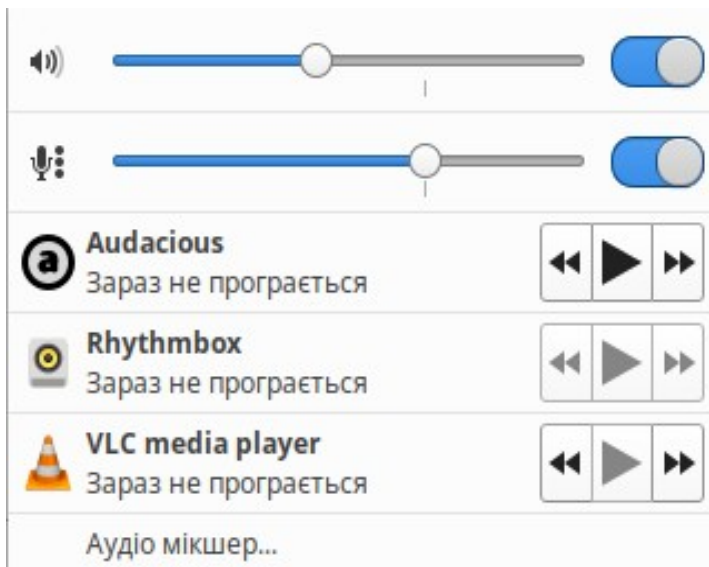 Audacious
Зараз не програється
Rhythmbox
Зараз не програється
VLC media player
Зараз не програється
Аудіо мікшер...